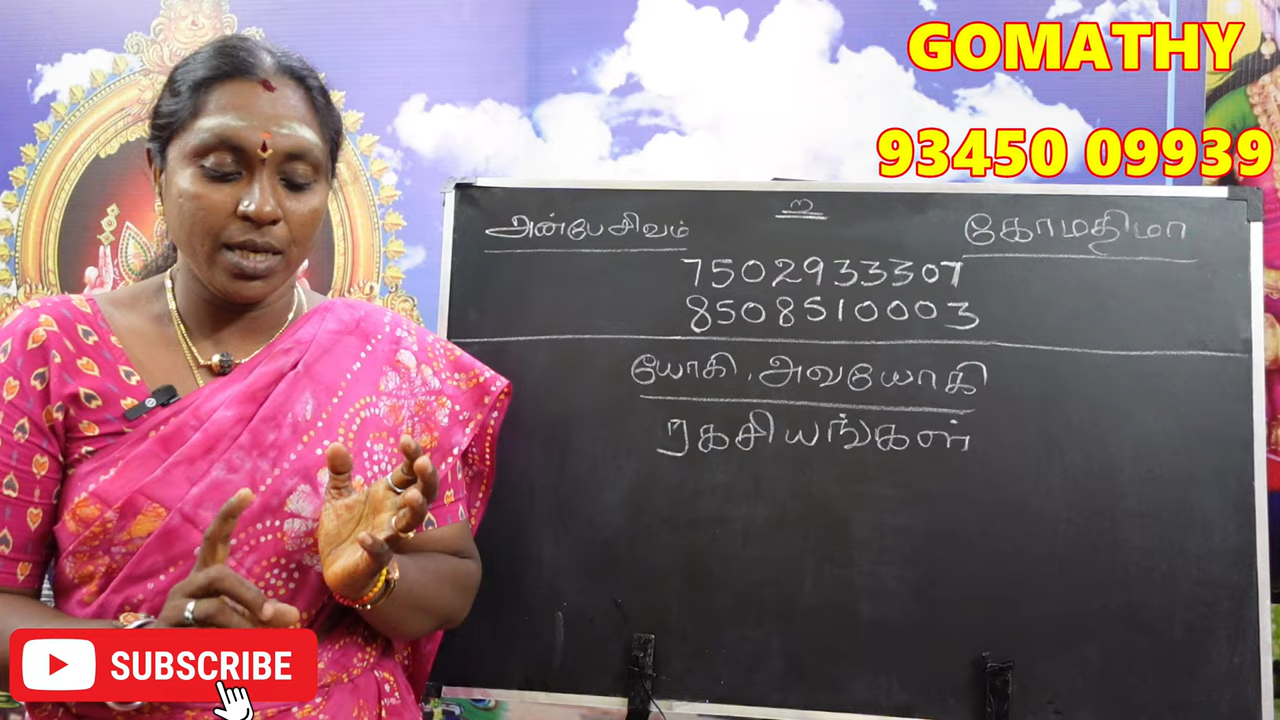 GOMATHY
93450 09939
உ
அன்பே சிவம்
கோமதிமா
7502933307
8508510003
யோகி, அவயோகி
ரகசியங்கள்
SUBSCRIBE